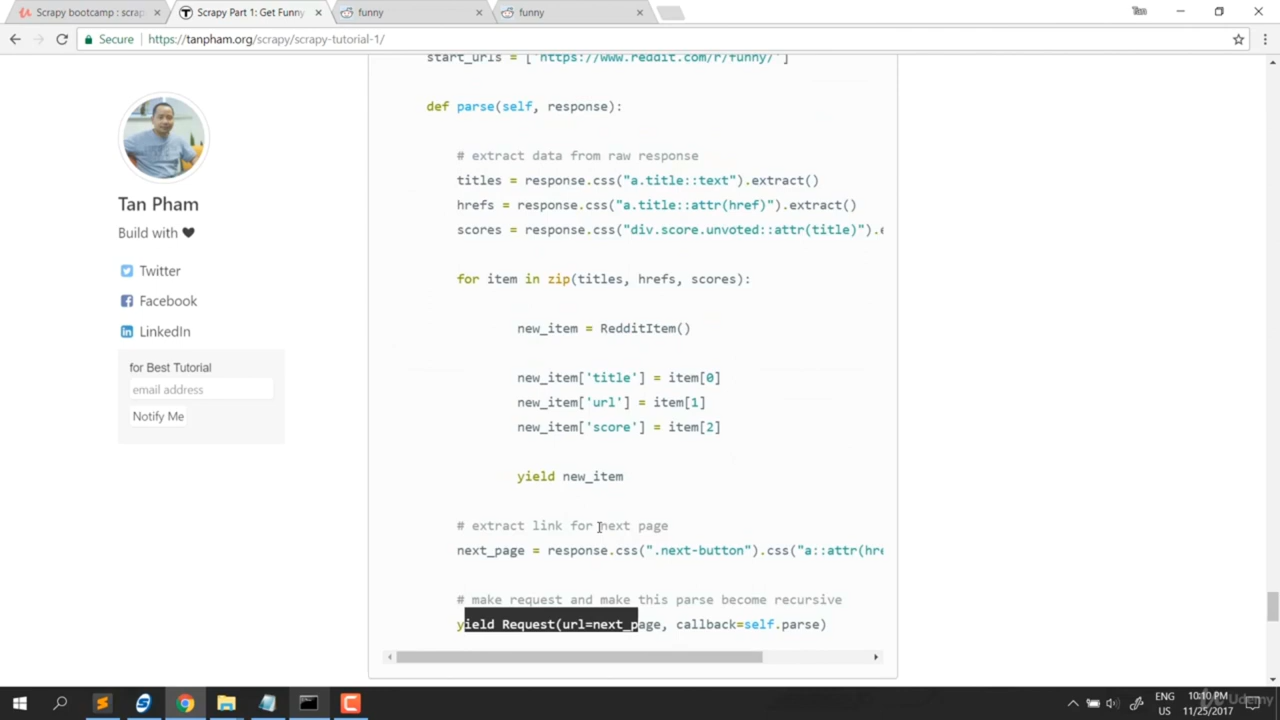 Scrapy bootcamp : scrap
Scrapy Part 1: Get Funny
funny
funny
Tan
Secure
https://tanpham.org/scrapy/scrapy-tutorial-1/
start_urls = ['https://www.reddit.com/r/funny/']
def parse(self, response):
# extract data from raw response
titles = response.css("a.title::text").extract()
hrefs = response.css("a.title::attr(href)").extract()
scores = response.css("div.score.unvoted::attr(title)").e
for item in zip(titles, hrefs, scores):
new_item = RedditItem()
new_item['title'] = item[0]
new_item['url'] = item[1]
new_item['score'] = item[2]
yield new_item
# extract link for next page
next_page = response.css(".next-button").css("a::attr(hre
# make request and make this parse become recursive
yield Request(url=next_page, callback=self.parse)
Tan Pham
Build with
Twitter
Facebook
LinkedIn
for Best Tutorial
email address
Notify Me
ENG
US
10:10 PM
11/25/2017
Udemy